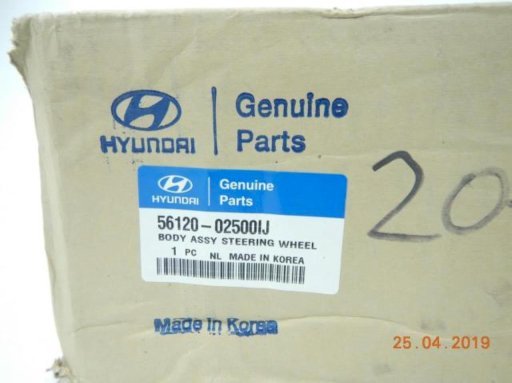 Genuine
Parts
HYUNDAI
Genuine
Parts
HYUNDAI
56120-02500IJ
BODY ASSY STEERING WHEEL
1 PC NL MADE IN KOREA
Made In Korea
20
25.04.2019